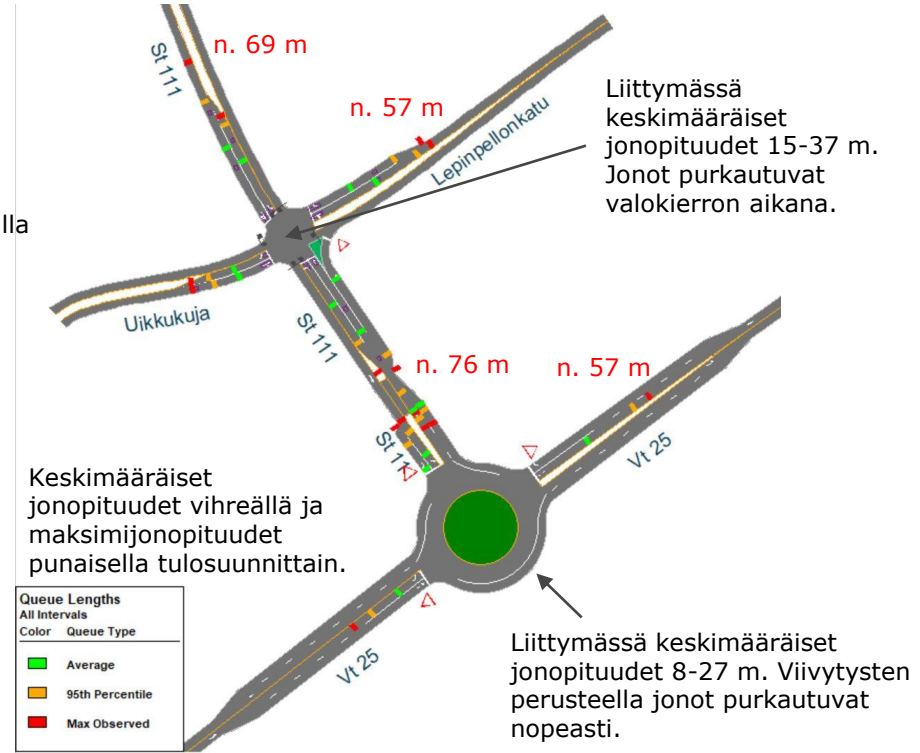 n. 69 m
St 111
n. 57 m
Lepinpellonkatu
Liittymässä
keskimääräiset
jonopituudet 15-37 m.
Jonot purkautuvat
valokierron aikana.
lla
Uikkukuja
St 111
n. 76 m
n. 57 m
St 11
Vt 25
Keskimääräiset
jonopituudet vihreällä ja
maksimijonopituudet
punaisella tulosuunnittain.
Queue Lengths
All Intervals
Color Queue Type
Average
95th Percentile
Max Observed
Vt 25
Liittymässä keskimääräiset
jonopituudet 8-27 m. Viivytysten
perusteella jonot purkautuvat
nopeasti.